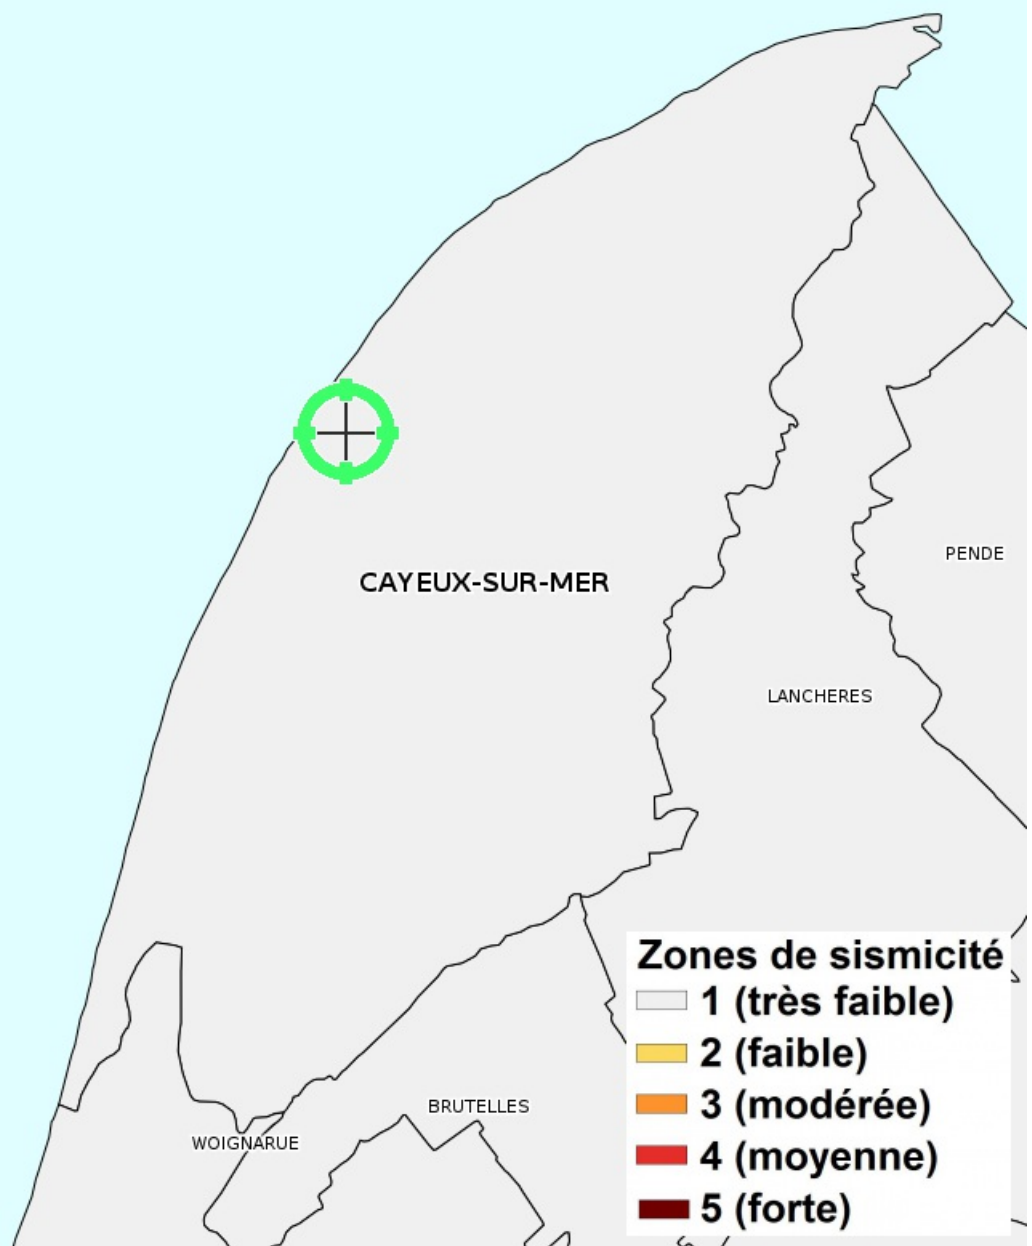 CAYEUX-SUR-MER
PENDE
LANCHERES
BRUTELLES
WOIGNARUE
Zones de sismicité
1 (très faible)
2 (faible)
3 (modérée)
4 (moyenne)
5 (forte)